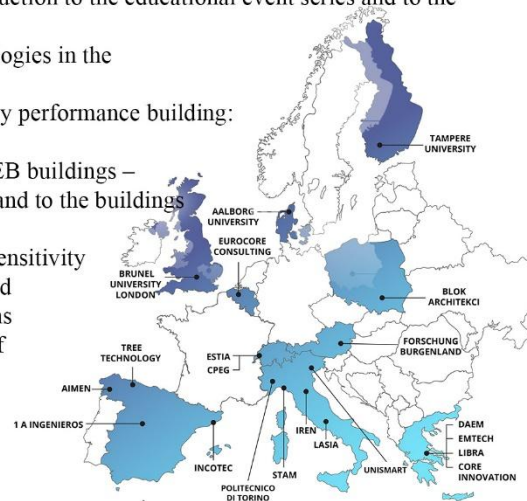 uction to the educational event series and to the
ogies in the
y performance building:
EB buildings –
and to the buildings
ensitivity
d
ns
f
TAMPERE
UNIVERSITY
AALBORG
UNIVERSITY
EUROCORE
CONSULTING
BRUNEL
UNIVERSITY
LONDON
BLOK
ARCHITEKCI
FORSCHUNG
BURGENLAND
TREE
TECHNOLOGY
ESTIA
CPEG
AIMEN
1 A INGENIEROS
INCOTEC
POLITECNICO
DI TORINO
STAM
IREN
LASIA
UNISMART
DAEM
EMTECH
LIBRA
CORE
INNOVATION